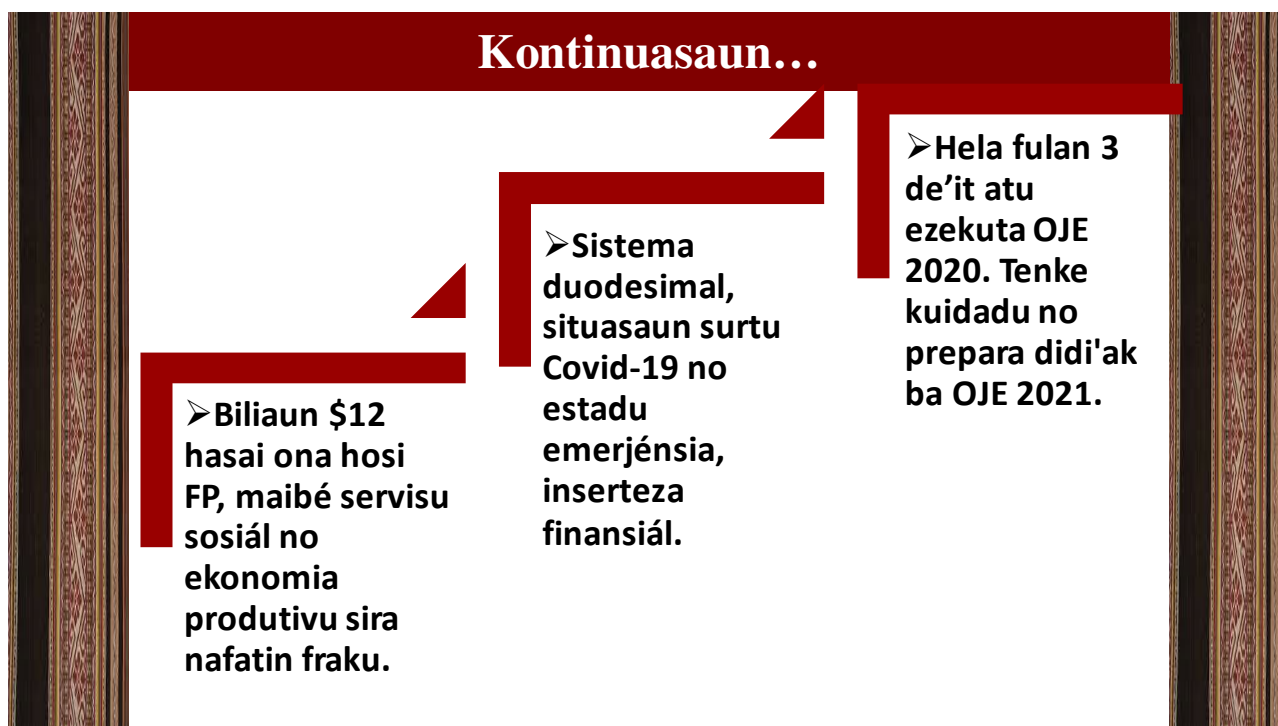 Kontinuasaun…
➢Biliaun $12
hasai ona hosi
FP, maibé servisu
sosiál no
ekonomia
produtivu sira
nafatin fraku.
➢Sistema
duodesimal,
situasaun surtu
Covid-19 no
estadu
emerjénsia,
inserteza
finansiál.
➢Hela fulan 3
de’it atu
ezekuta OJE
2020. Tenke
kuidadu no
prepara didi'ak
ba OJE 2021.